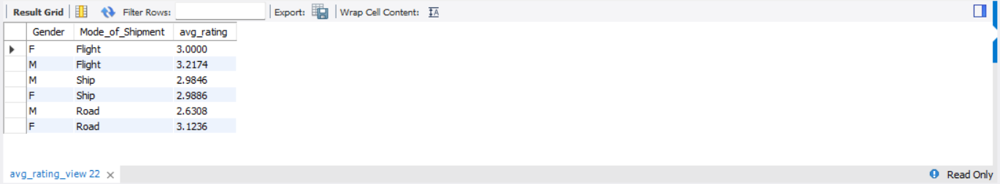 Result Grid Filter Rows: Export: Wrap Cell Content: IA
Gender Mode_of_Shipment avg_rating
F Flight 3.0000
M Flight 3.2174
M Ship 2.9846
F Ship 2.9886
M Road 2.6308
F Road 3.1236
avg_rating_view 22 × Read Only